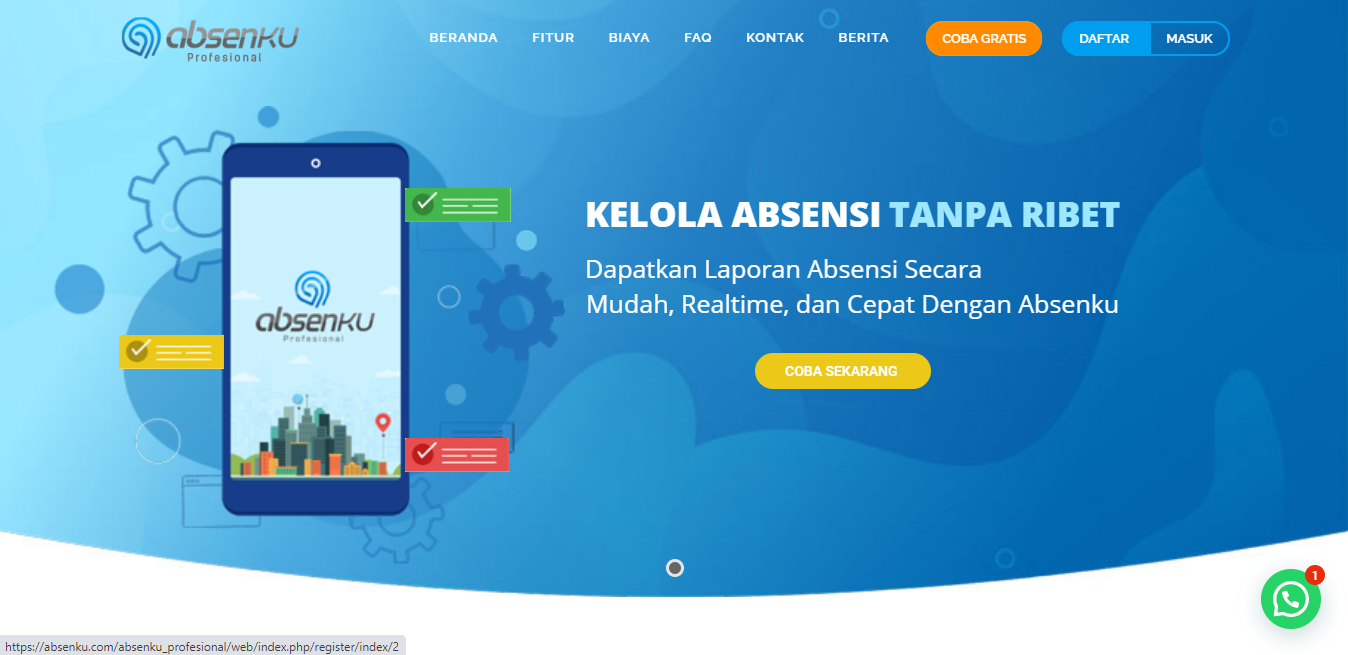 absenku
Profesional
BERANDA FITUR BIAYA FAQ KONTAK BERITA COBA GRATIS DAFTAR MASUK
KELOLA ABSENSI TANPA RIBET
Dapatkan Laporan Absensi Secara
Mudah, Realtime, dan Cepat Dengan Absenku
COBA SEKARANG
absenku
Profesional
1
https://absenku.com/absenku_profesional/web/index.php/register/index/2